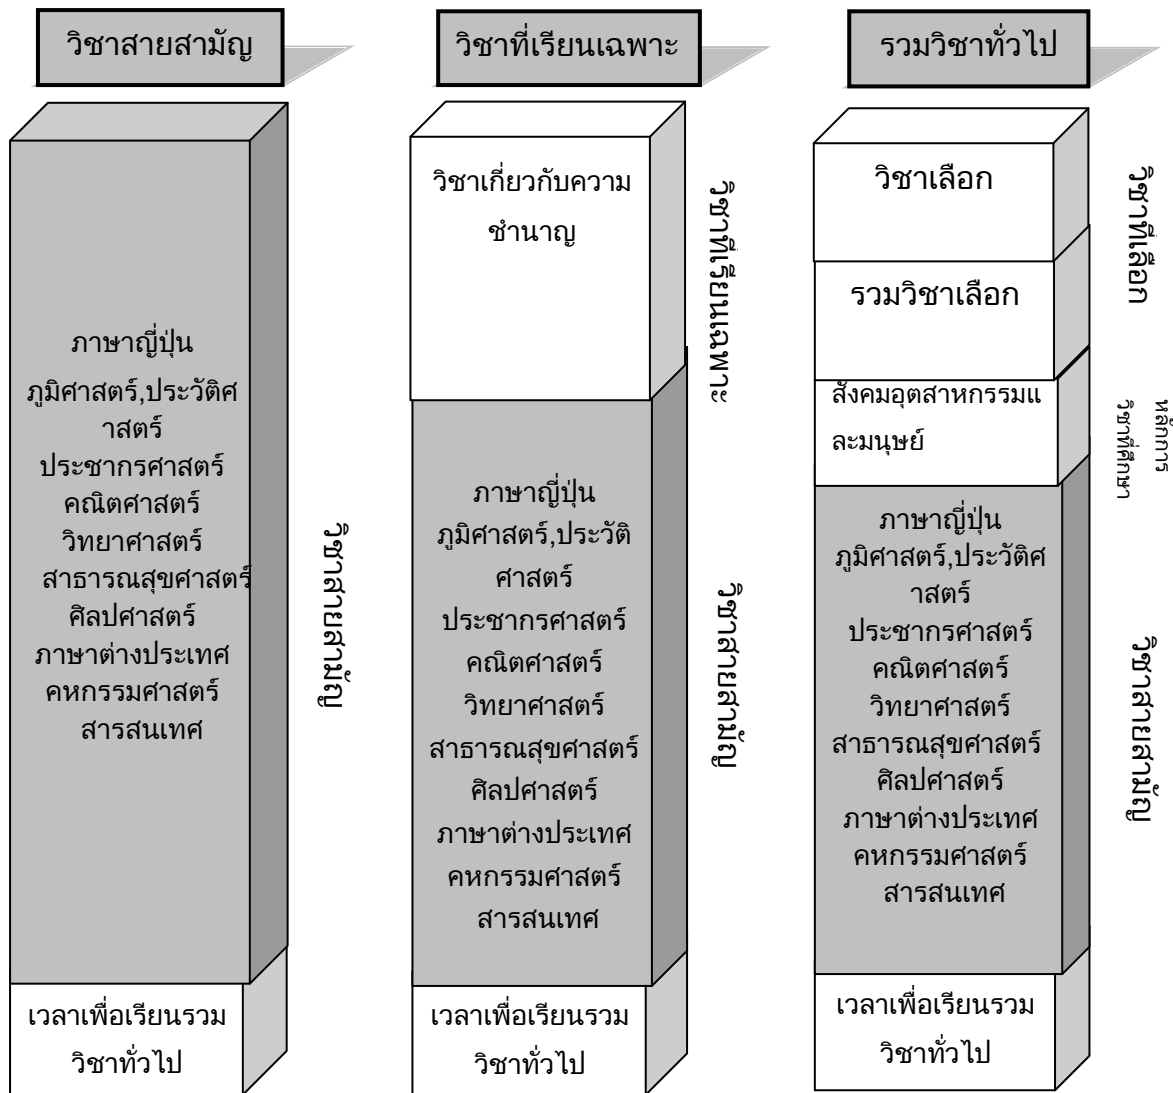 วิชาสายสามัญ
ภาษาญี่ปุ่น
ภูมิศาสตร์,ประวัติศ
าสตร์
ประชากรศาสตร์
คณิตศาสตร์
วิทยาศาสตร์
สาธารณสุขศาสตร์
ศิลปศาสตร์
ภาษาต่างประเทศ
คหกรรมศาสตร์
สารสนเทศ
เวลาเพื่อเรียนรวม
วิชาทั่วไป
วิชาสายสามัญ
วิชาที่เรียนเฉพาะ
วิชาเกี่ยวกับความ
ชำนาญ
วิชาที่เรียนเฉพาะ
ภาษาญี่ปุ่น
ภูมิศาสตร์,ประวัติ
ศาสตร์
ประชากรศาสตร์
คณิตศาสตร์
วิทยาศาสตร์
สาธารณสุขศาสตร์
ศิลปศาสตร์
ภาษาต่างประเทศ
คหกรรมศาสตร์
สารสนเทศ
วิชาสายสามัญ
เวลาเพื่อเรียนรวม
วิชาทั่วไป
รวมวิชาทั่วไป
วิชาเลือก
รวมวิชาเลือก
วิชาที่เลือก
สังคมอุตสาหกรรมแ
ละมนุษย์
หลักการ
วิชาที่ศึกษา
ภาษาญี่ปุ่น
ภูมิศาสตร์,ประวัติศ
าสตร์
ประชากรศาสตร์
คณิตศาสตร์
วิทยาศาสตร์
สาธารณสุขศาสตร์
ศิลปศาสตร์
ภาษาต่างประเทศ
คหกรรมศาสตร์
สารสนเทศ
วิชาสายสามัญ
เวลาเพื่อเรียนรวม
วิชาทั่วไป